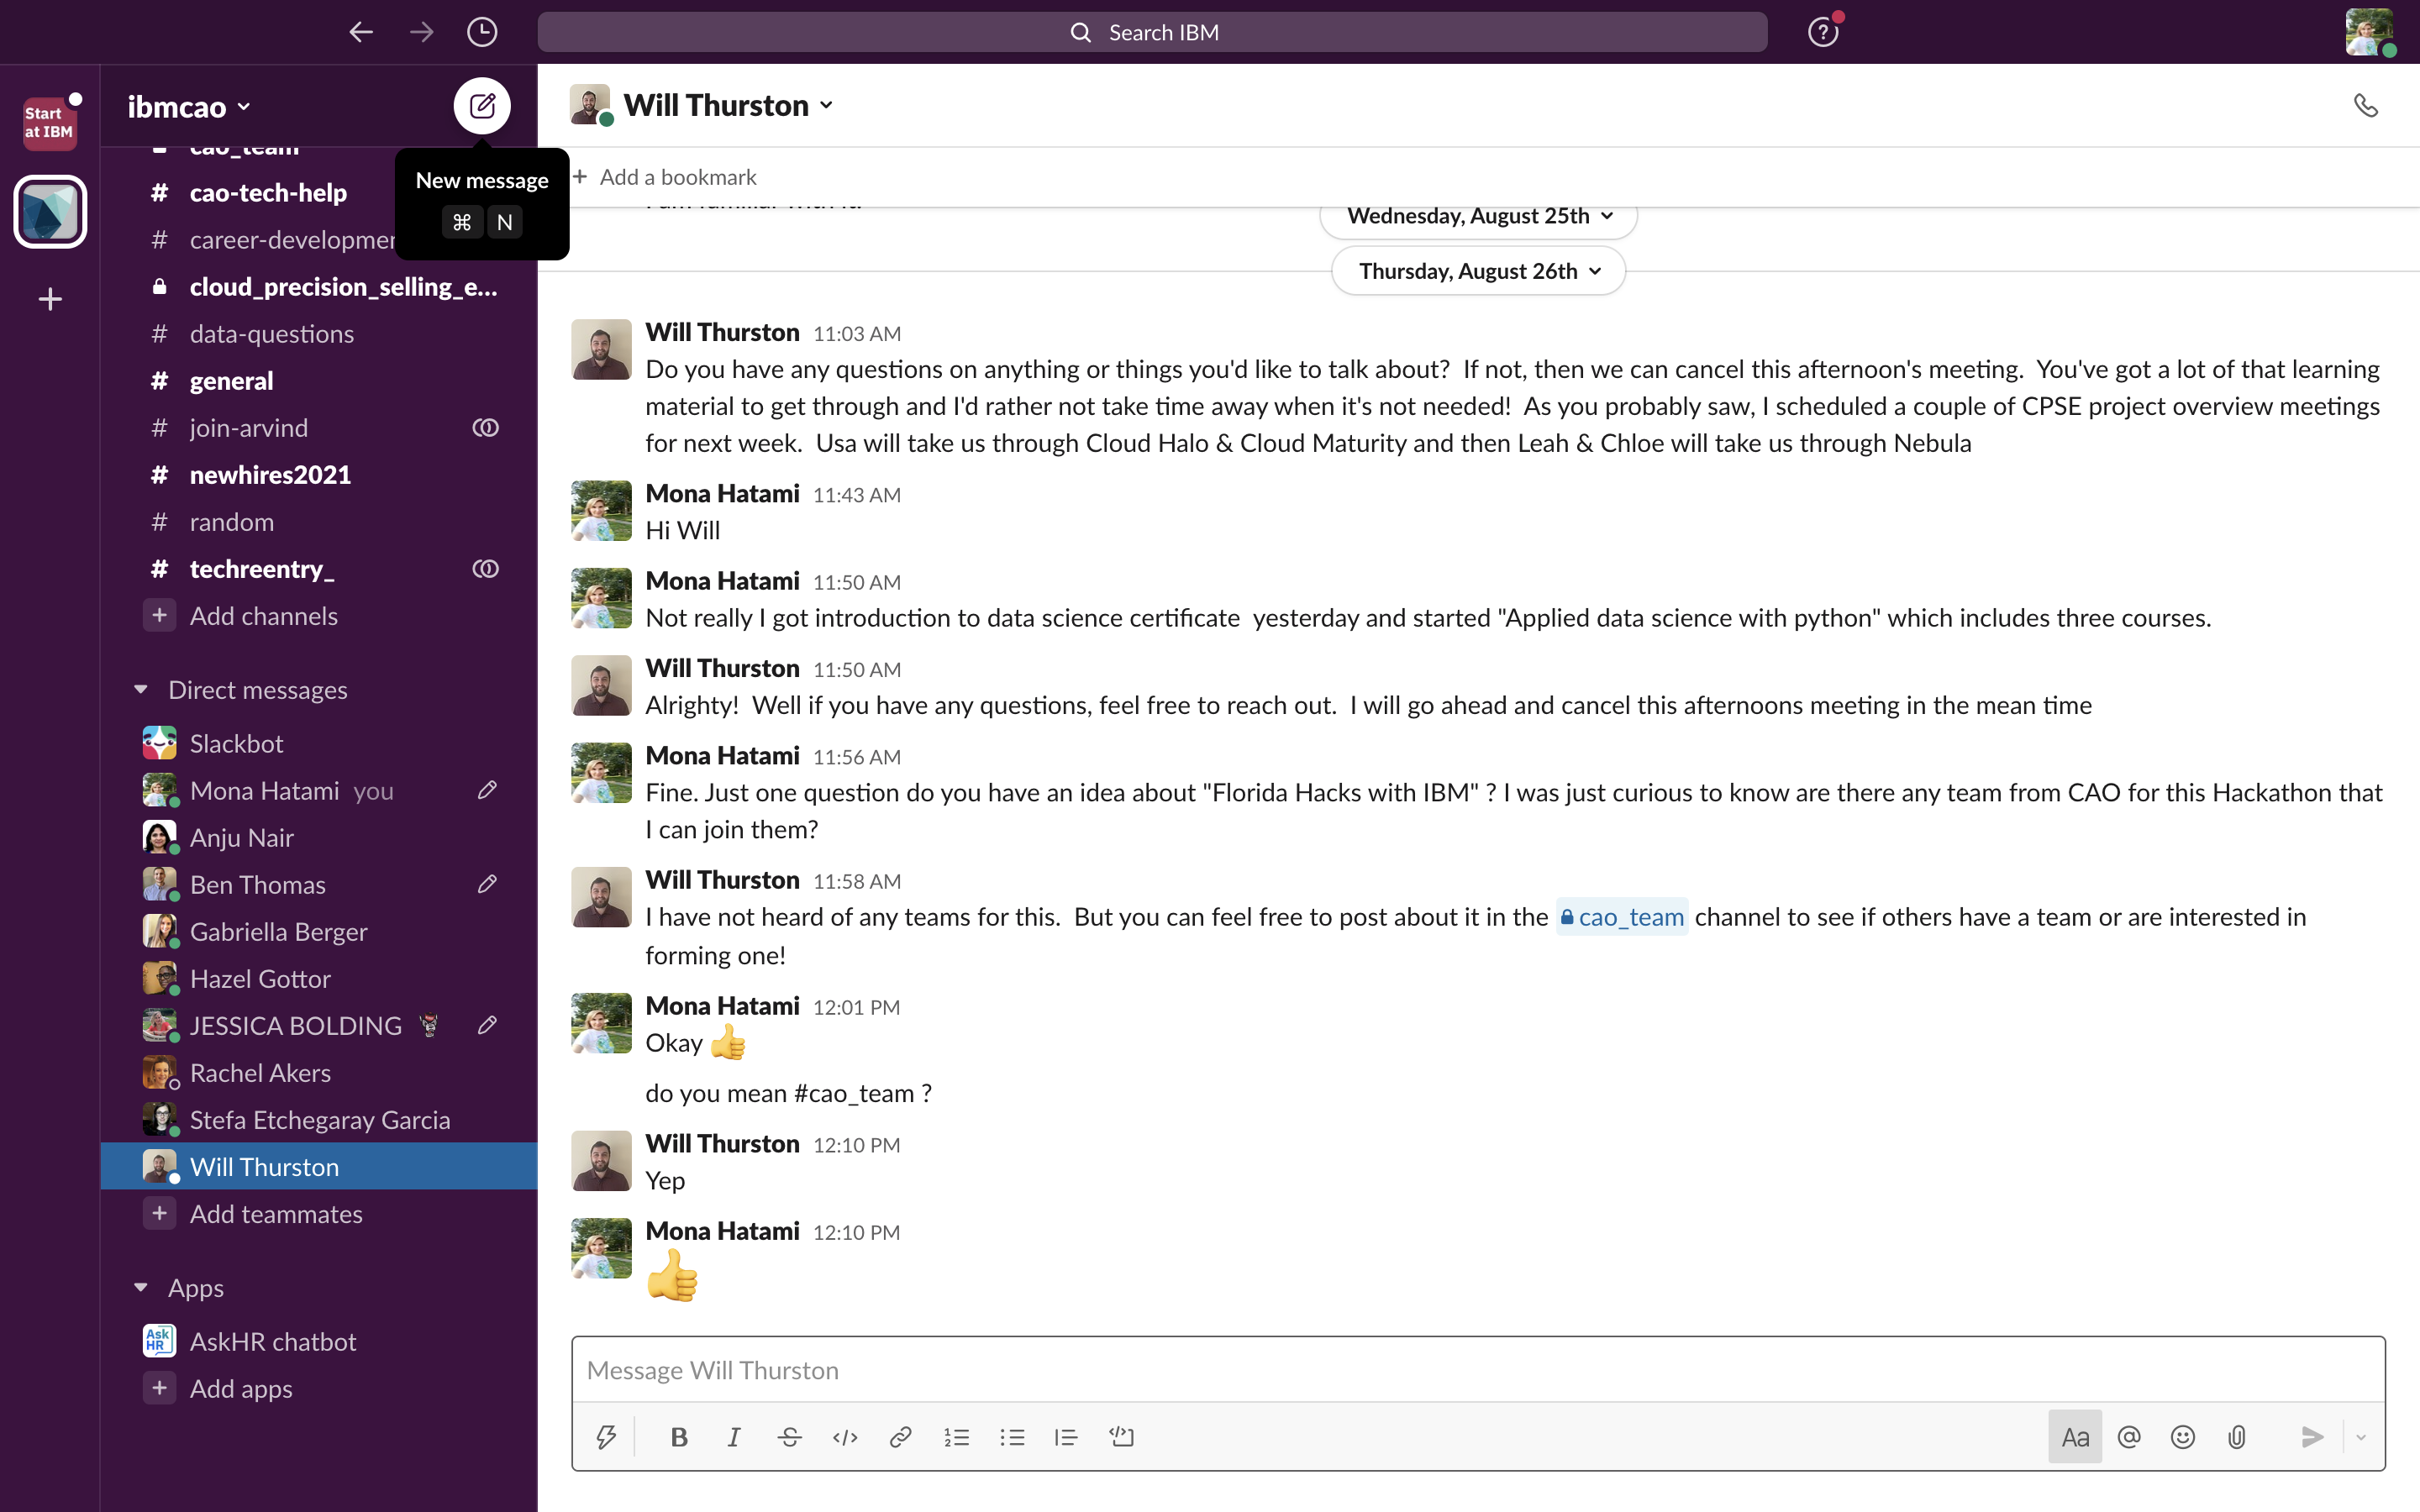 Search IBM
Start
at IBM
ibmcao
New message
⌘ N
cao_team
# cao-tech-help
# career-developmen
cloud_precision_selling_e...
# data-questions
# general
# join-arvind
# newhires2021
# random
# techreentry_
+ Add channels
Direct messages
Slackbot
Mona Hatami you
Anju Nair
Ben Thomas
Gabriella Berger
Hazel Gottor
JESSICA BOLDING
Rachel Akers
Stefa Etchegaray Garcia
Will Thurston
+ Add teammates
Apps
Ask
HR
AskHR chatbot
+ Add apps
Will Thurston
+ Add a bookmark
Wednesday, August 25th
Thursday, August 26th
Will Thurston 11:03 AM
Do you have any questions on anything or things you'd like to talk about?  If not, then we can cancel this afternoon's meeting.  You've got a lot of that learning
material to get through and I'd rather not take time away when it's not needed!  As you probably saw, I scheduled a couple of CPSE project overview meetings
for next week.  Usa will take us through Cloud Halo & Cloud Maturity and then Leah & Chloe will take us through Nebula
Mona Hatami 11:43 AM
Hi Will
Mona Hatami 11:50 AM
Not really I got introduction to data science certificate  yesterday and started "Applied data science with python" which includes three courses.
Will Thurston 11:50 AM
Alrighty!  Well if you have any questions, feel free to reach out.  I will go ahead and cancel this afternoons meeting in the mean time
Mona Hatami 11:56 AM
Fine. Just one question do you have an idea about "Florida Hacks with IBM" ? I was just curious to know are there any team from CAO for this Hackathon that
I can join them?
Will Thurston 11:58 AM
I have not heard of any teams for this.  But you can feel free to post about it in the cao_team channel to see if others have a team or are interested in
forming one!
Mona Hatami 12:01 PM
Okay 👍
do you mean #cao_team ?
Will Thurston 12:10 PM
Yep
Mona Hatami 12:10 PM
👍
Message Will Thurston
B I S </> Aa @